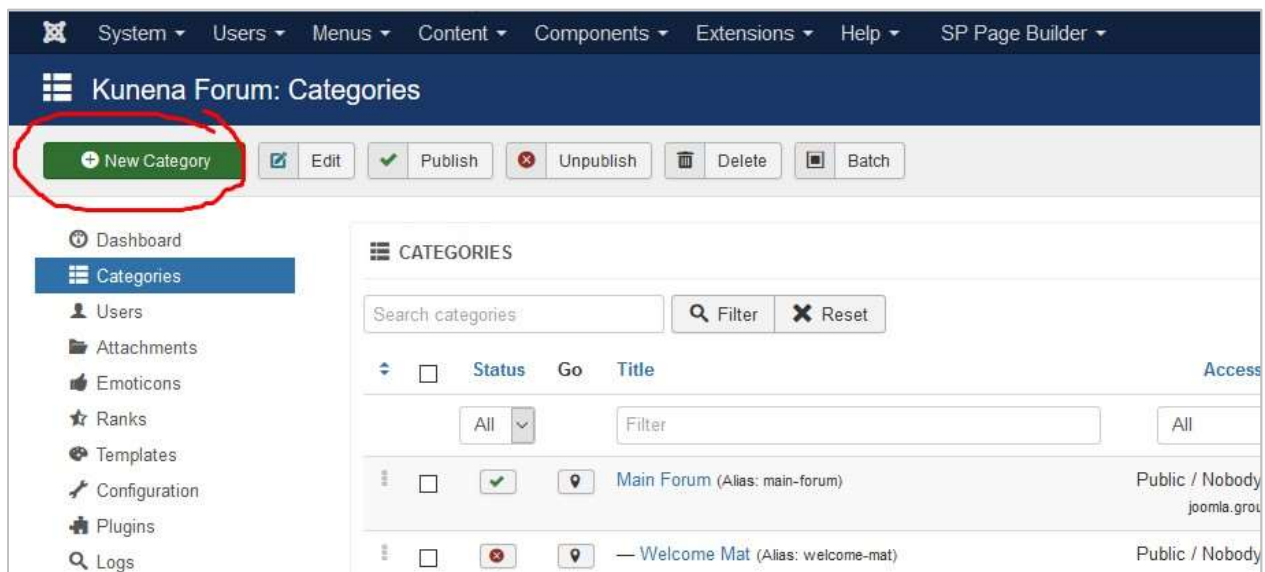 System Users Menus Content Components Extensions Help SP Page Builder
Kunena Forum: Categories
New Category Edit Publish Unpublish Delete Batch
Dashboard
Categories
Users
Attachments
Emoticons
Ranks
Templates
Configuration
Plugins
Logs
CATEGORIES
Search categories Filter Reset
Status Go Title Access
All Filter All
Main Forum (Alias: main-forum) Public / Nobody
joomla.grou
— Welcome Mat (Alias: welcome-mat) Public / Nobody